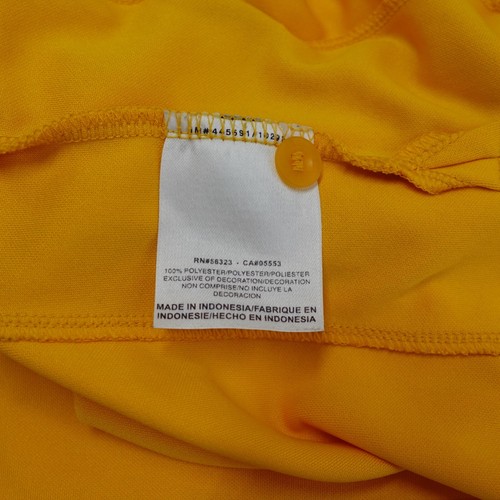 RN#56323 - CA#05553
100% POLYESTER/POLYESTER/POLIESTER
EXCLUSIVE OF DECORATION/DECORATION
NON COMPRISE/NO INCLUYE LA
DECORACION
MADE IN INDONESIA/FABRIQUE EN
INDONESIE/HECHO EN INDONESIA